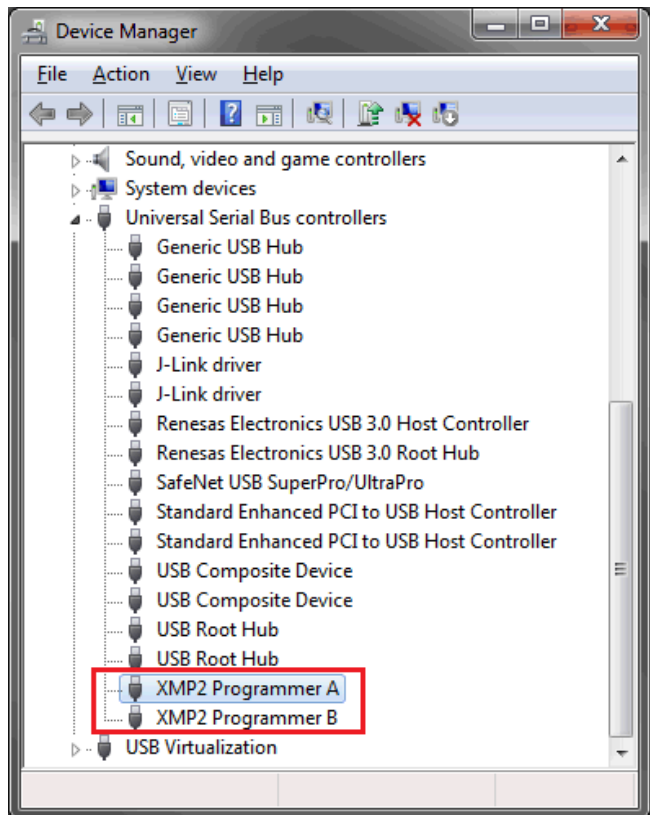 Device Manager
File Action View Help
Sound, video and game controllers
System devices
Universal Serial Bus controllers
Generic USB Hub
Generic USB Hub
Generic USB Hub
Generic USB Hub
J-Link driver
J-Link driver
Renesas Electronics USB 3.0 Host Controller
Renesas Electronics USB 3.0 Root Hub
SafeNet USB SuperPro/UltraPro
Standard Enhanced PCI to USB Host Controller
Standard Enhanced PCI to USB Host Controller
USB Composite Device
USB Composite Device
USB Root Hub
USB Root Hub
XMP2 Programmer A
XMP2 Programmer B
USB Virtualization